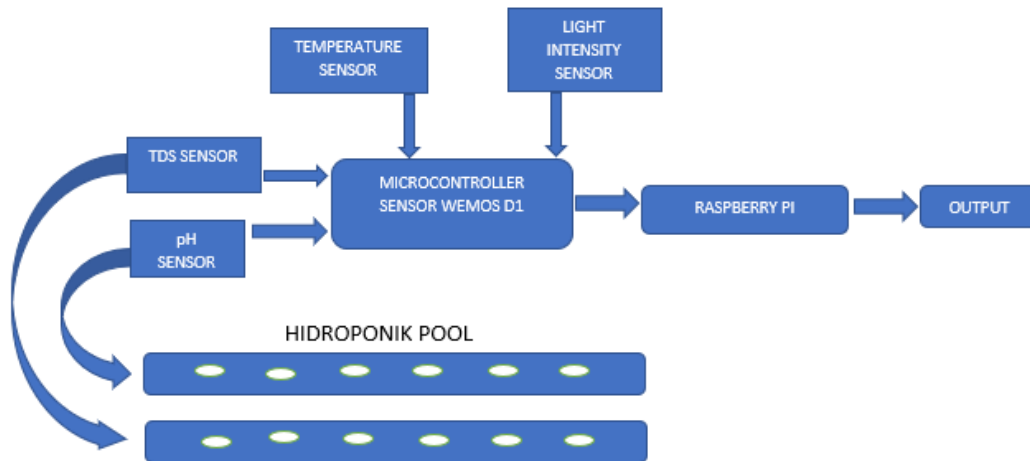 TEMPERATURE
SENSOR
LIGHT
INTENSITY
SENSOR
TDS SENSOR
MICROCONTROLLER
SENSOR WEMOS D1
RASPBERRY PI
OUTPUT
pH
SENSOR
HIDROPONIK POOL